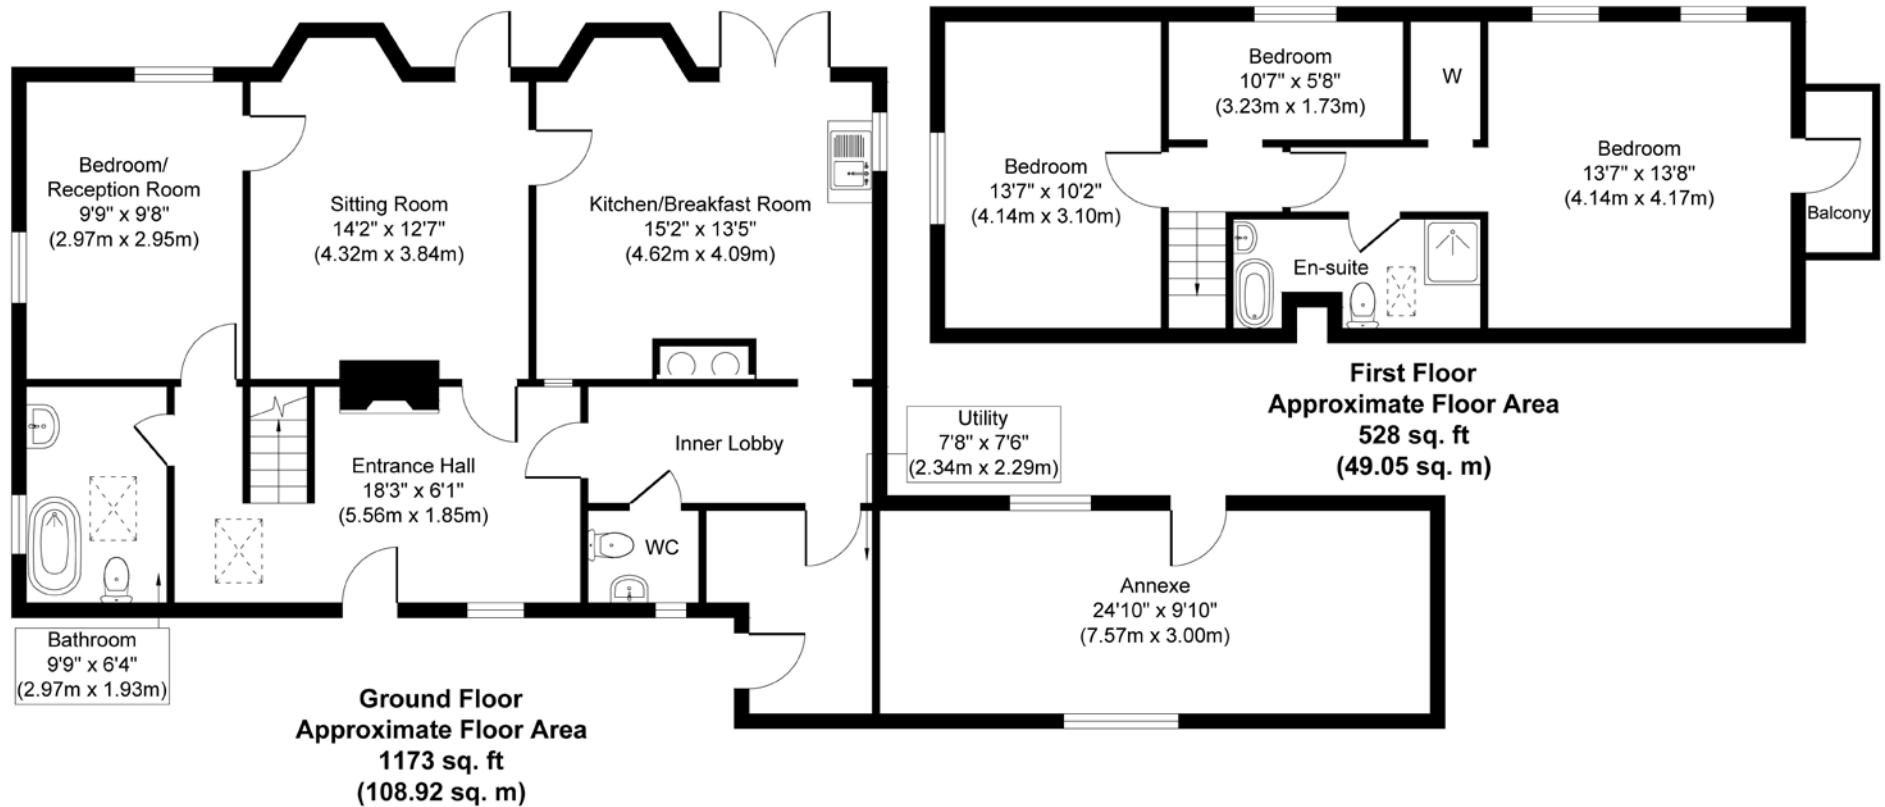 Bedroom/
Reception Room
9'9" x 9'8"
(2.97m x 2.95m)
Sitting Room
14'2" x 12'7"
(4.32m x 3.84m)
Kitchen/Breakfast Room
15'2" x 13'5"
(4.62m x 4.09m)
Entrance Hall
18'3" x 6'1"
(5.56m x 1.85m)
Inner Lobby
WC
Utility
7'8" x 7'6"
(2.34m x 2.29m)
Annexe
24'10" x 9'10"
(7.57m x 3.00m)
Bathroom
9'9" x 6'4"
(2.97m x 1.93m)
Ground Floor
Approximate Floor Area
1173 sq. ft
(108.92 sq. m)
Bedroom
13'7" x 10'2"
(4.14m x 3.10m)
Bedroom
10'7" x 5'8"
(3.23m x 1.73m)
W
Bedroom
13'7" x 13'8"
(4.14m x 4.17m)
Balcony
En-suite
First Floor
Approximate Floor Area
528 sq. ft
(49.05 sq. m)